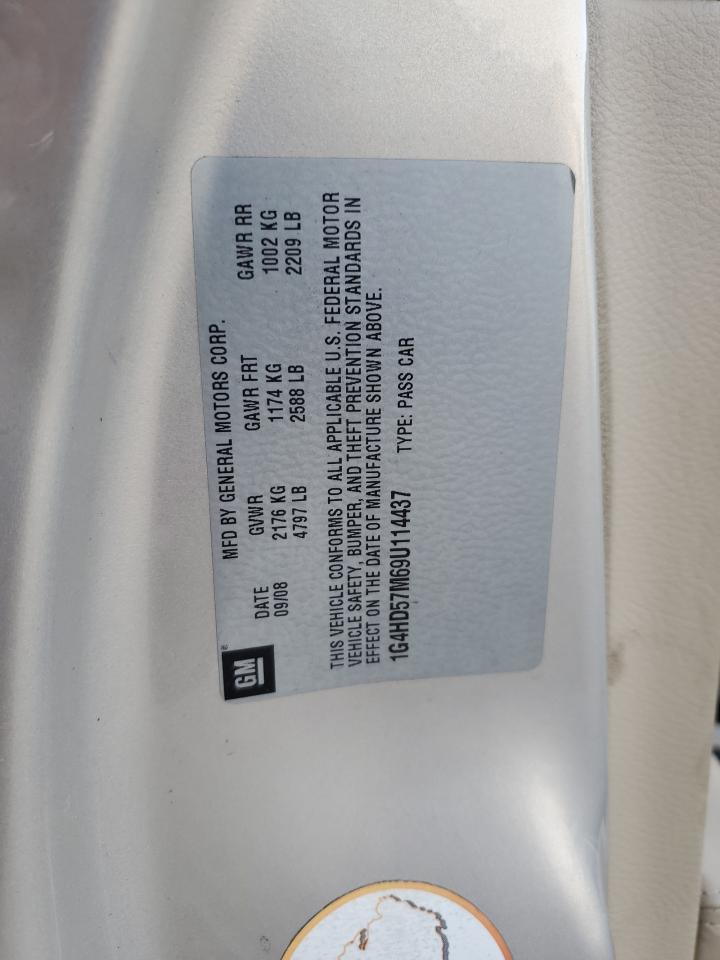 GM®
MFD BY GENERAL MOTORS CORP.
DATE GVWR GAWR FRT GAWR RR
09/08 2176 KG 1174 KG 1002 KG
4797 LB 2588 LB 2209 LB
THIS VEHICLE CONFORMS TO ALL APPLICABLE U.S. FEDERAL MOTOR
VEHICLE SAFETY, BUMPER, AND THEFT PREVENTION STANDARDS IN
EFFECT ON THE DATE OF MANUFACTURE SHOWN ABOVE.
1G4HD57M69U114437 TYPE: PASS CAR